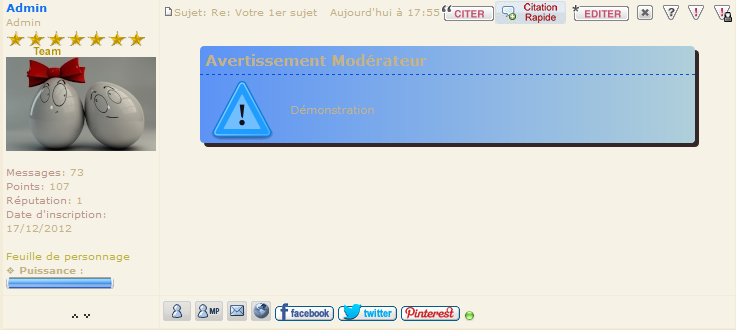 Admin
Admin
Team
Messages: 73
Points: 107
Réputation: 1
Date d'inscription:
17/12/2012
Feuille de personnage
❖ Puissance :
Sujet: Re: Votre 1er sujet Aujourd'hui à 17:55
“ CITER
Citation
Rapide
* EDITER
Avertissement Modérateur
Démonstration
MP
facebook
twitter
Pinterest